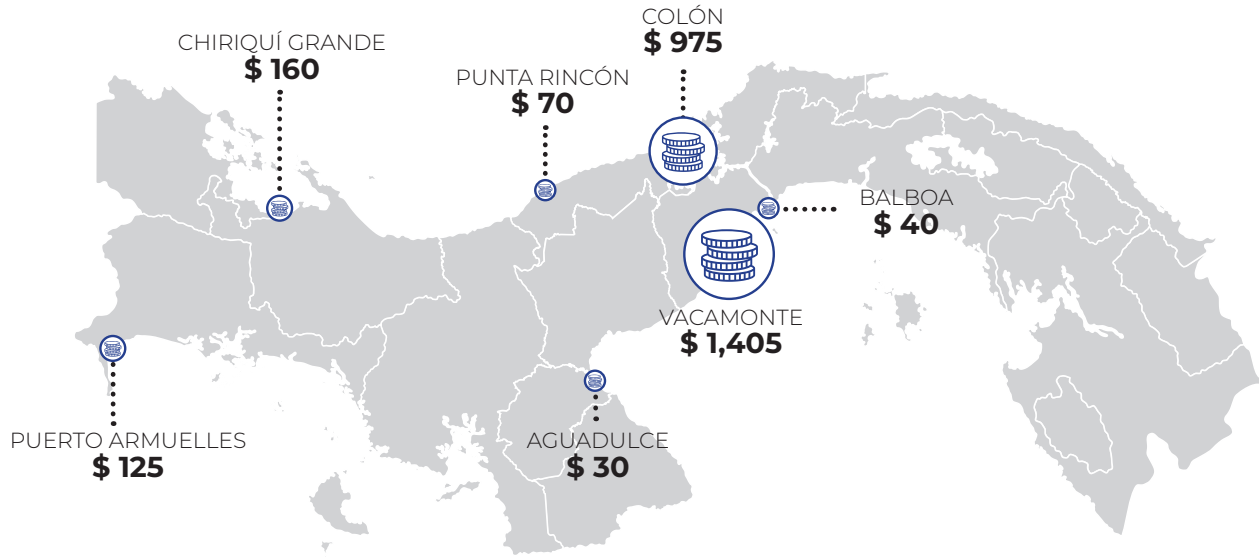 COLÓN
$ 975
CHIRIQUÍ GRANDE
$ 160
PUNTA RINCÓN
$ 70
BALBOA
$ 40
VACAMONTE
$ 1,405
PUERTO ARMUELLES
$ 125
AGUADULCE
$ 30